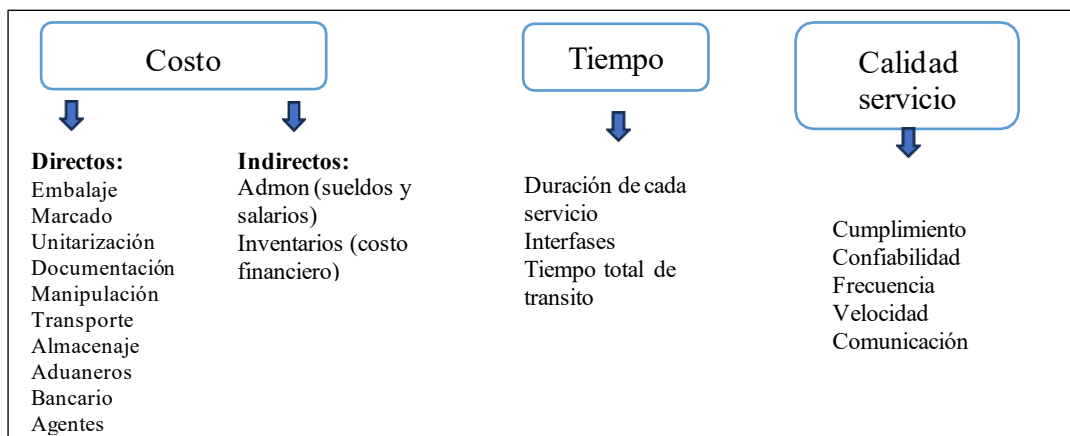 Costo
Directos:
Embalaje
Marcado
Unitarización
Documentación
Manipulación
Transporte
Almacenaje
Aduaneros
Bancario
Agentes
Indirectos:
Admon (sueldos y
salarios)
Inventarios (costo
financiero)
Tiempo
Duración de cada
servicio
Interfases
Tiempo total de
transito
Calidad
servicio
Cumplimiento
Confiabilidad
Frecuencia
Velocidad
Comunicación